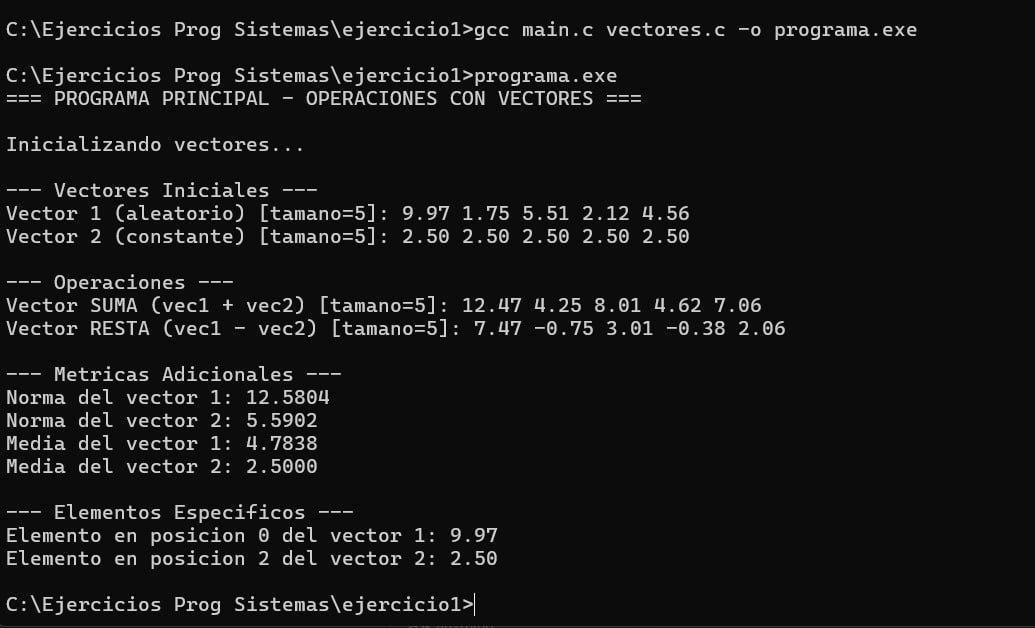 C:\Ejercicios Prog Sistemas\ejercicio1>gcc main.c vectores.c -o programa.exe
C:\Ejercicios Prog Sistemas\ejercicio1>programa.exe
=== PROGRAMA PRINCIPAL - OPERACIONES CON VECTORES ===
Inicializando vectores...
--- Vectores Iniciales ---
Vector 1 (aleatorio) [tamano=5]: 9.97 1.75 5.51 2.12 4.56
Vector 2 (constante) [tamano=5]: 2.50 2.50 2.50 2.50 2.50
--- Operaciones ---
Vector SUMA (vec1 + vec2) [tamano=5]: 12.47 4.25 8.01 4.62 7.06
Vector RESTA (vec1 - vec2) [tamano=5]: 7.47 -0.75 3.01 -0.38 2.06
--- Metricas Adicionales ---
Norma del vector 1: 12.5804
Norma del vector 2: 5.5902
Media del vector 1: 4.7838
Media del vector 2: 2.5000
--- Elementos Especificos ---
Elemento en posicion 0 del vector 1: 9.97
Elemento en posicion 2 del vector 2: 2.50
C:\Ejercicios Prog Sistemas\ejercicio1>